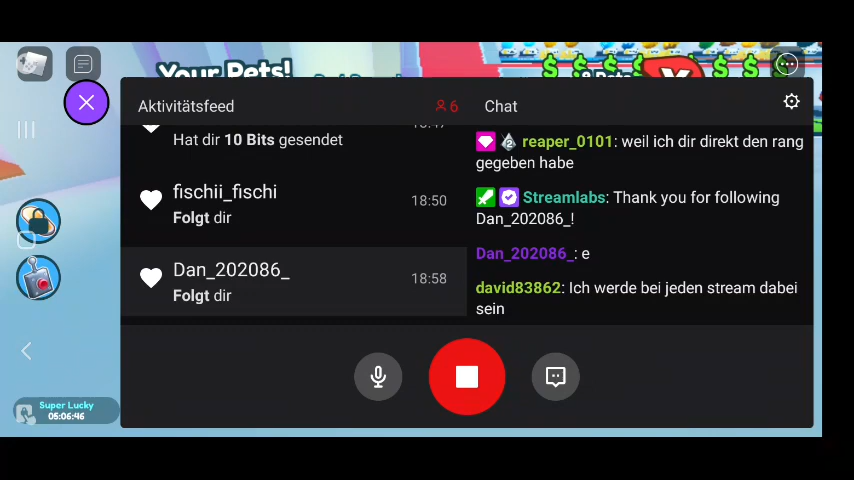 Your Pets!
Aktivitätsfeed
6
Chat
Hat dir 10 Bits gesendet
fischii_fischi
18:50
Folgt dir
Dan_202086_
18:58
Folgt dir
reaper_0101: weil ich dir direkt den rang
gegeben habe
Streamlabs: Thank you for following
Dan_202086_!
Dan_202086_: e
david83862: Ich werde bei jeden stream dabei
sein
Super Lucky
05:06:46